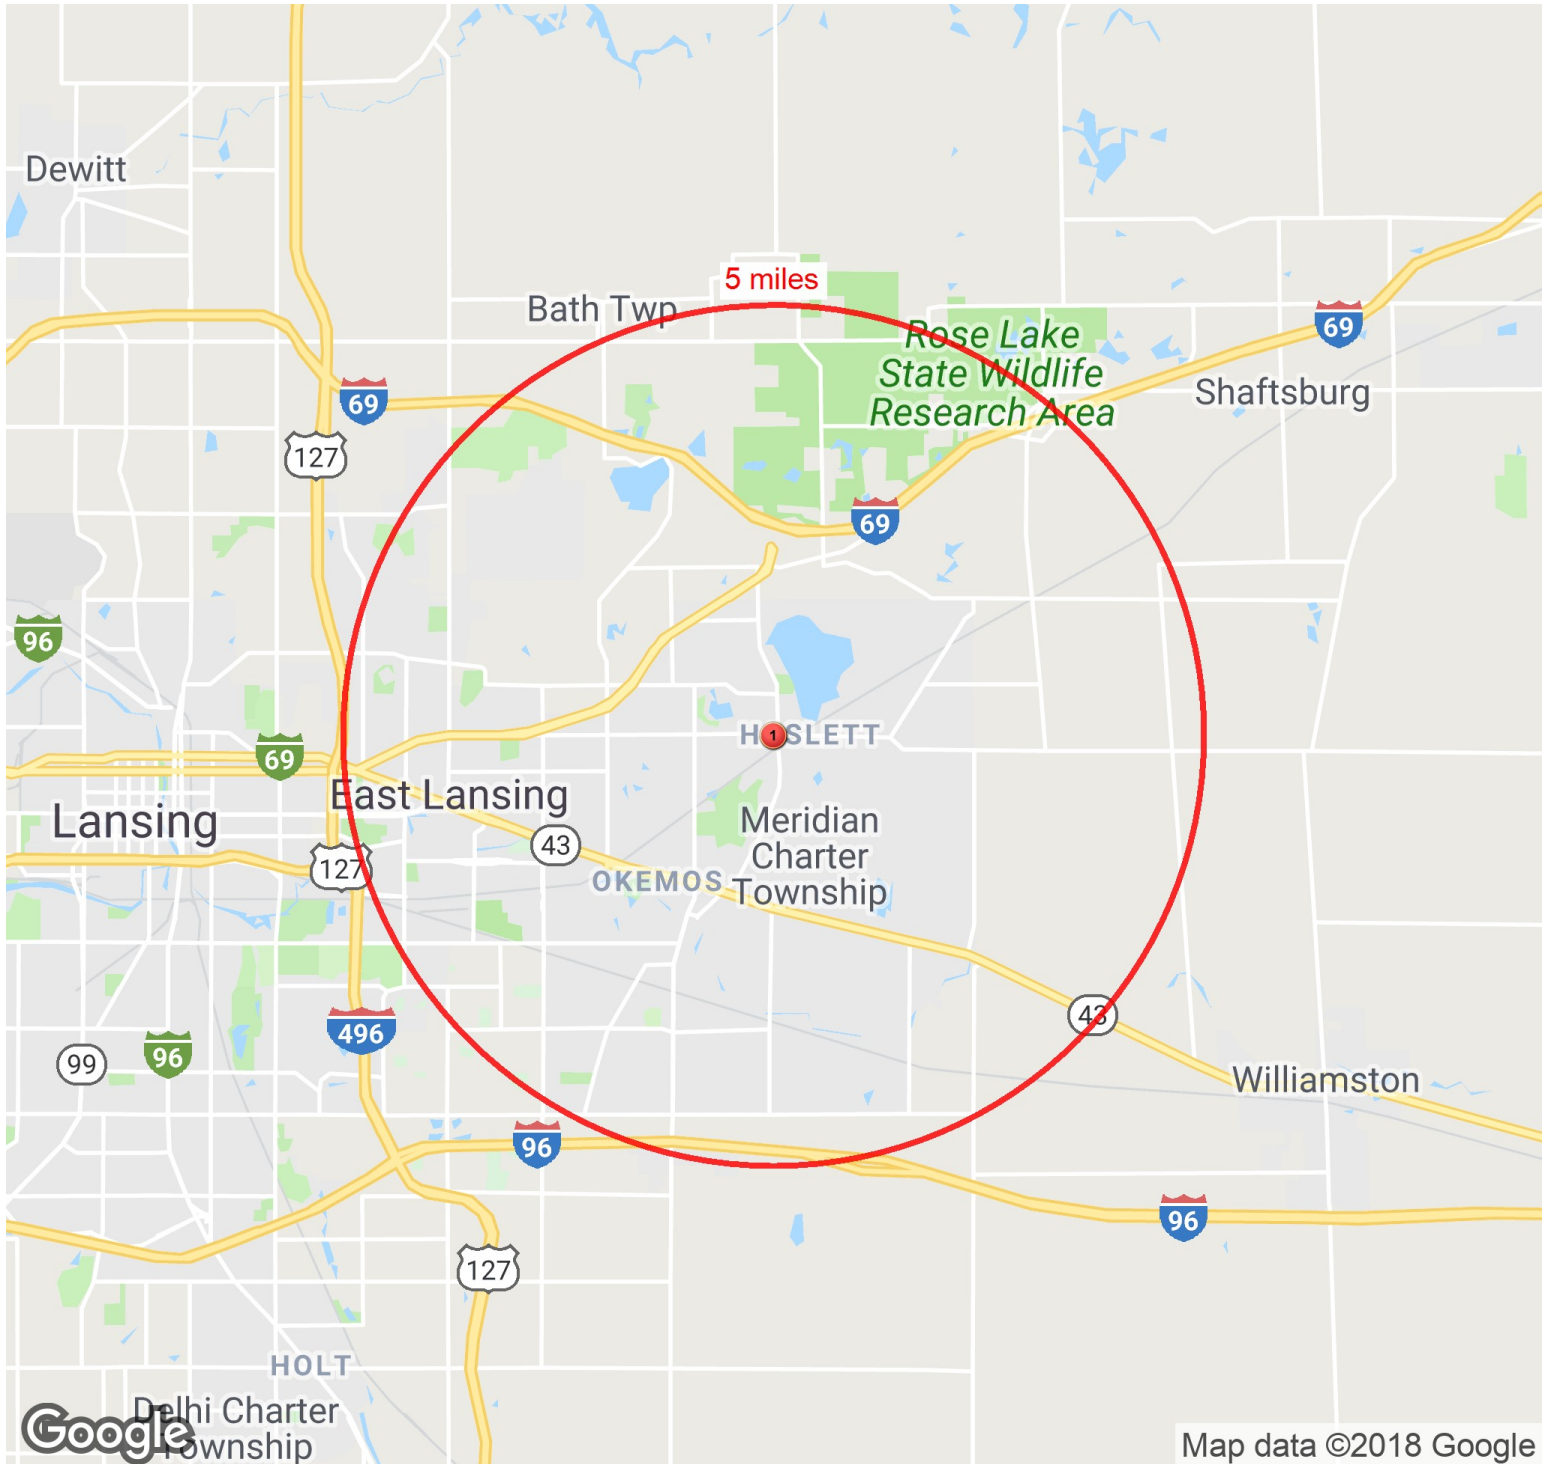 Dewitt
5 miles
Bath Twp
Rose Lake
State Wildlife
Research Area
69
Shaftsburg
69
127
69
96
HASLETT
1
69
East Lansing
Lansing
Meridian
Charter
Township
43
127
OKEMOS
43
496
99
96
Williamston
96
96
127
HOLT
Delhi Charter
Township
Google
Map data ©2018 Google